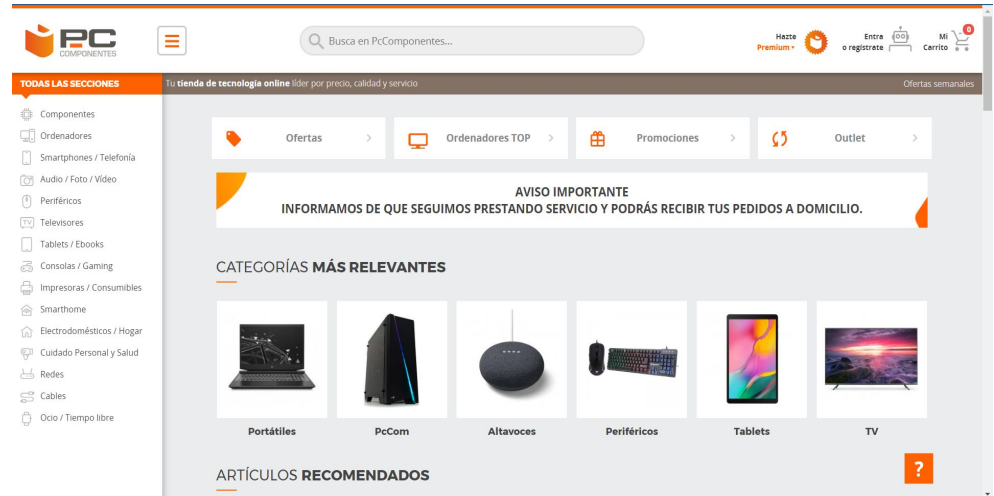 PC
COMPONENTES
Busca en PcComponentes...
Hazte
Premium
Entra
o regístrate
Mi
Carrito
0
TODAS LAS SECCIONES
Tu tienda de tecnología online líder por precio, calidad y servicio
Ofertas semanales
Componentes
Ordenadores
Smartphones / Telefonía
Audio / Foto / Vídeo
Periféricos
TV
Televisores
Tablets / Ebooks
Consolas / Gaming
Impresoras / Consumibles
Smarthome
Electrodomésticos / Hogar
Cuidado Personal y Salud
Redes
Cables
Ocio / Tiempo libre
Ofertas
Ordenadores TOP
Promociones
Outlet
AVISO IMPORTANTE
INFORMAMOS DE QUE SEGUIMOS PRESTANDO SERVICIO Y PODRÁS RECIBIR TUS PEDIDOS A DOMICILIO.
CATEGORÍAS MÁS RELEVANTES
Portátiles
PcCom
Altavoces
Periféricos
Tablets
TV
ARTÍCULOS RECOMENDADOS
?